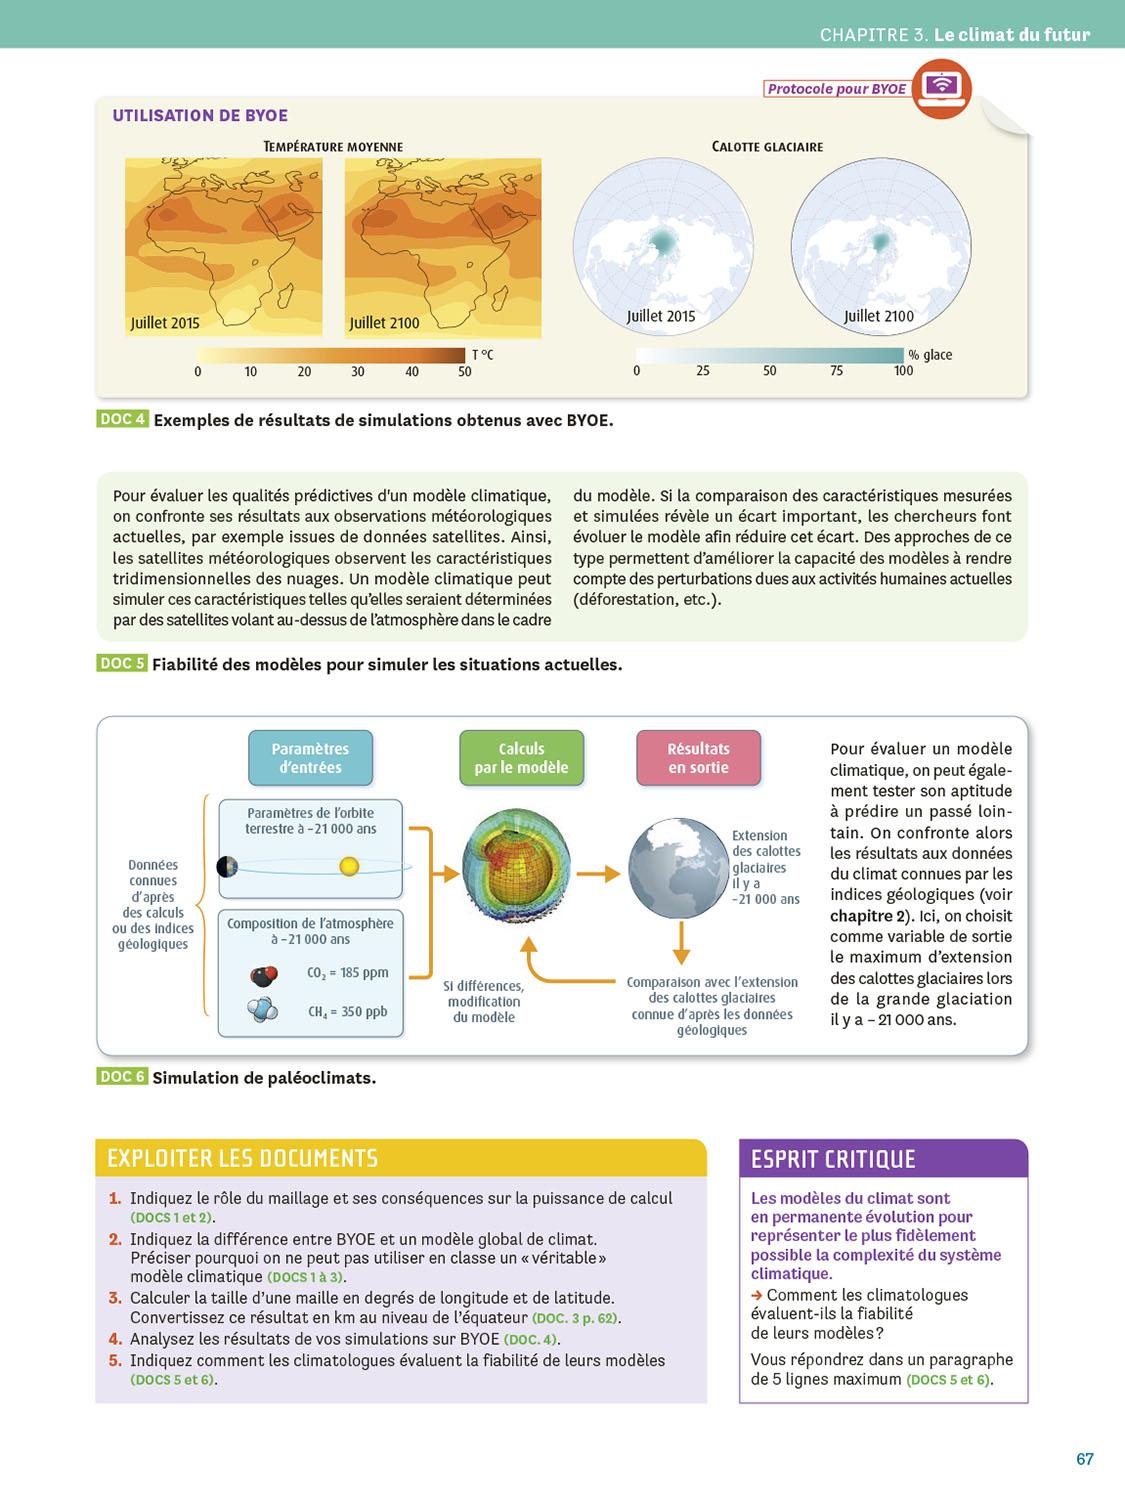 CHAPITRE 3. Le climat du futur
Protocole pour BYOE
UTILISATION DE BYOE
TEMPÉRATURE MOYENNE
CALOTTE GLACIAIRE
Juillet 2015
Juillet 2100
Juillet 2015
Juillet 2100
T °C
0 10 20 30 40 50
% glace
0 25 50 75 100
DOC 4 Exemples de résultats de simulations obtenus avec BYOE.
Pour évaluer les qualités prédictives d'un modèle climatique,
on confronte ses résultats aux observations météorologiques
actuelles, par exemple issues de données satellites. Ainsi,
les satellites météorologiques observent les caractéristiques
tridimensionnelles des nuages. Un modèle climatique peut
simuler ces caractéristiques telles qu'elles seraient déterminées
par des satellites volant au-dessus de l'atmosphère dans le cadre
du modèle. Si la comparaison des caractéristiques mesurées
et simulées révèle un écart important, les chercheurs font
évoluer le modèle afin réduire cet écart. Des approches de ce
type permettent d'améliorer la capacité des modèles à rendre
compte des perturbations dues aux activités humaines actuelles
(déforestation, etc.).
DOC 5 Fiabilité des modèles pour simuler les situations actuelles.
Paramètres
d'entrées
Calculs
par le modèle
Résultats
en sortie
Données
connues
d'après
des calculs
ou des indices
géologiques
Paramètres de l'orbite
terrestre à –21 000 ans
Composition de l'atmosphère
à –21 000 ans
CO₂ = 185 ppm
CH₄ = 350 ppb
Extension
des calottes
glaciaires
il y a
–21 000 ans
Si différences,
modification
du modèle
Comparaison avec l'extension
des calottes glaciaires
connue d'après les données
géologiques
Pour évaluer un modèle
climatique, on peut égale-
ment tester son aptitude
à prédire un passé loin-
tain. On confronte alors
les résultats aux données
du climat connues par les
indices géologiques (voir
chapitre 2). Ici, on choisit
comme variable de sortie
le maximum d'extension
des calottes glaciaires lors
de la grande glaciation
il y a – 21 000 ans.
DOC 6 Simulation de paléoclimats.
EXPLOITER LES DOCUMENTS
1. Indiquez le rôle du maillage et ses conséquences sur la puissance de calcul
(DOCS 1 et 2).
2. Indiquez la différence entre BYOE et un modèle global de climat.
Préciser pourquoi on ne peut pas utiliser en classe un « véritable »
modèle climatique (DOCS 1 à 3).
3. Calculer la taille d'une maille en degrés de longitude et de latitude.
Convertissez ce résultat en km au niveau de l'équateur (DOC. 3 p. 62).
4. Analysez les résultats de vos simulations sur BYOE (DOC. 4).
5. Indiquez comment les climatologues évaluent la fiabilité de leurs modèles
(DOCS 5 et 6).
ESPRIT CRITIQUE
Les modèles du climat sont
en permanente évolution pour
représenter le plus fidèlement
possible la complexité du système
climatique.
→ Comment les climatologues
évaluent-ils la fiabilité
de leurs modèles ?
Vous répondrez dans un paragraphe
de 5 lignes maximum (DOCS 5 et 6).
67